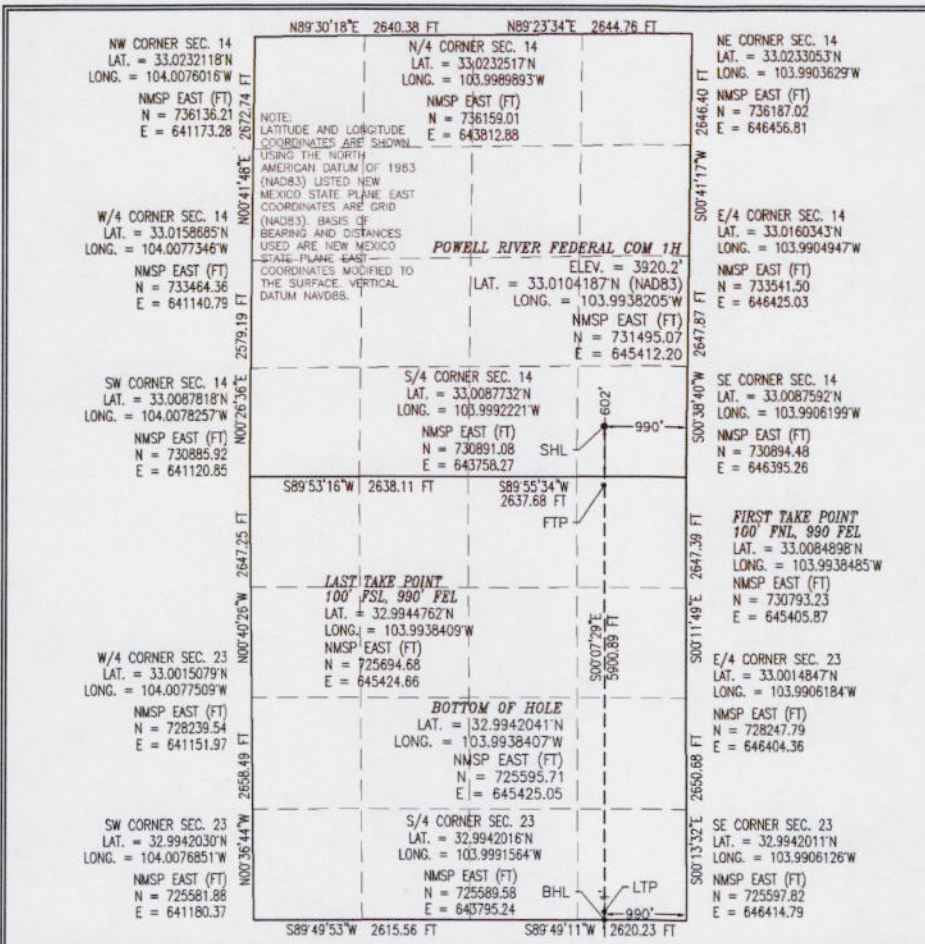 N89°30'18"E 2640.38 FT
N89°23'34"E 2644.76 FT
NW CORNER SEC. 14
LAT. = 33.0232118°N
LONG. = 104.0076016°W
NMSP EAST (FT)
N = 736136.21
E = 641173.28
N/4 CORNER SEC. 14
LAT. = 33.0232517°N
LONG. = 103.9989893°W
NMSP EAST (FT)
N = 736159.01
E = 643812.88
NE CORNER SEC. 14
LAT. = 33.0233053°N
LONG. = 103.9903629°W
NMSP EAST (FT)
N = 736187.02
E = 646456.81
N00°41'48"E 2672.74 FT
S00°41'17"W 2646.40 FT
NOTE:
LATITUDE AND LONGITUDE
COORDINATES ARE SHOWN
USING THE NORTH
AMERICAN DATUM OF 1983
(NAD83) LISTED NEW
MEXICO STATE PLANE EAST
COORDINATES ARE GRID
(NAD83). BASIS OF
BEARING AND DISTANCES
USED ARE NEW MEXICO
STATE PLANE EAST
COORDINATES MODIFIED TO
THE SURFACE. VERTICAL
DATUM NAVD88.
W/4 CORNER SEC. 14
LAT. = 33.0158685°N
LONG. = 104.0077346°W
NMSP EAST (FT)
N = 733464.36
E = 641140.79
POWELL RIVER FEDERAL COM 1H
ELEV. = 3920.2'
LAT. = 33.0104187°N (NAD83)
LONG. = 103.9938205°W
NMSP EAST (FT)
N = 731495.07
E = 645412.20
E/4 CORNER SEC. 14
LAT. = 33.0160343°N
LONG. = 103.9904947°W
NMSP EAST (FT)
N = 733541.50
E = 646425.03
N00°26'36"E 2579.19 FT
S00°38'40"W 2647.87 FT
SW CORNER SEC. 14
LAT. = 33.0087818°N
LONG. = 104.0078257°W
NMSP EAST (FT)
N = 730885.92
E = 641120.85
S/4 CORNER SEC. 14
LAT. = 33.0087732°N
LONG. = 103.9992221°W
NMSP EAST (FT)
N = 730891.08
E = 643758.27
602'
990'
SHL
SE CORNER SEC. 14
LAT. = 33.0087592°N
LONG. = 103.9906199°W
NMSP EAST (FT)
N = 730894.48
E = 646395.26
S89°53'16"W 2638.11 FT
S89°55'34"W
2637.68 FT
FTP
FIRST TAKE POINT
100' FNL, 990 FEL
LAT. = 33.0084898°N
LONG. = 103.9938485°W
NMSP EAST (FT)
N = 730793.23
E = 645405.87
N00°40'26"W 2647.25 FT
S00°11'49"E 2647.39 FT
LAST TAKE POINT
100' FSL, 990' FEL
LAT. = 32.9944762°N
LONG. = 103.9938409°W
NMSP EAST (FT)
N = 725694.68
E = 645424.66
S00°07'29"E
5900.89 FT
W/4 CORNER SEC. 23
LAT. = 33.0015079°N
LONG. = 104.0077509°W
NMSP EAST (FT)
N = 728239.54
E = 641151.97
E/4 CORNER SEC. 23
LAT. = 33.0014847°N
LONG. = 103.9906184°W
NMSP EAST (FT)
N = 728247.79
E = 646404.36
BOTTOM OF HOLE
LAT. = 32.9942041°N
LONG. = 103.9938407°W
NMSP EAST (FT)
N = 725595.71
E = 645425.05
N00°36'44"W 2658.49 FT
S00°13'32"E 2650.68 FT
SW CORNER SEC. 23
LAT. = 32.9942030°N
LONG. = 104.0076851°W
NMSP EAST (FT)
N = 725581.88
E = 641180.37
S/4 CORNER SEC. 23
LAT. = 32.9942016°N
LONG. = 103.9991564°W
NMSP EAST (FT)
N = 725589.58
E = 643795.24
BHL
LTP
990'
SE CORNER SEC. 23
LAT. = 32.9942011°N
LONG. = 103.9906126°W
NMSP EAST (FT)
N = 725597.82
E = 646414.79
S89°49'53"W 2615.56 FT
S89°49'11"W 2620.23 FT